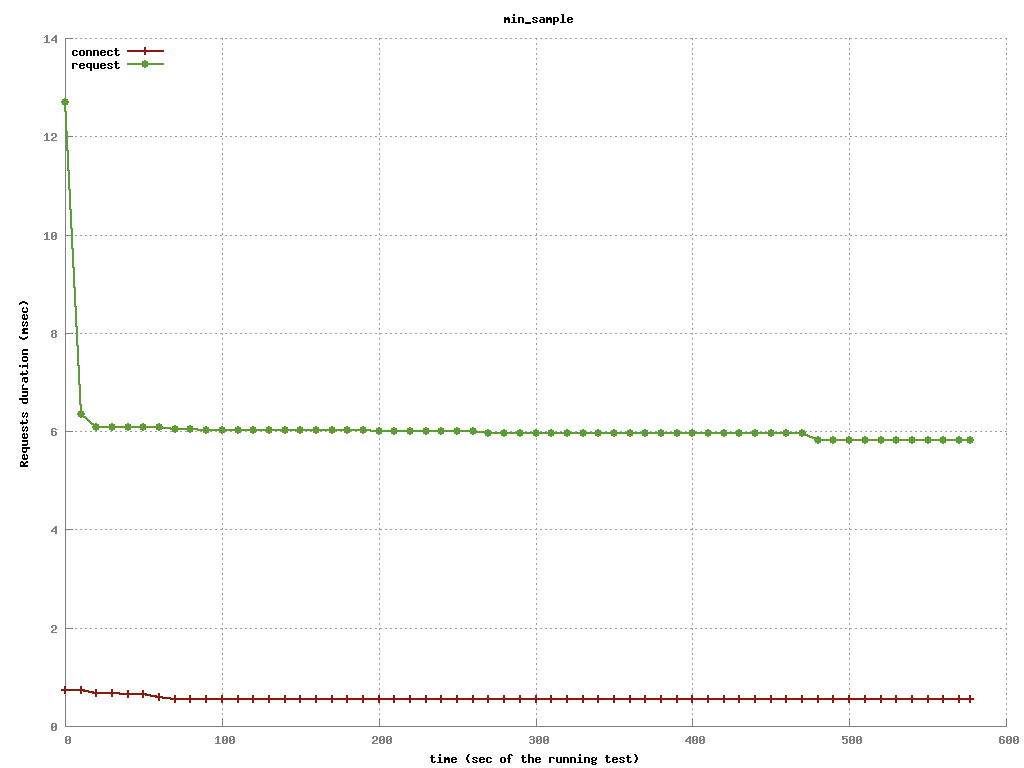 min_sample
connect
request
14
12
10
8
6
4
2
0
Requests duration (msec)
0 100 200 300 400 500 600
time (sec of the running test)